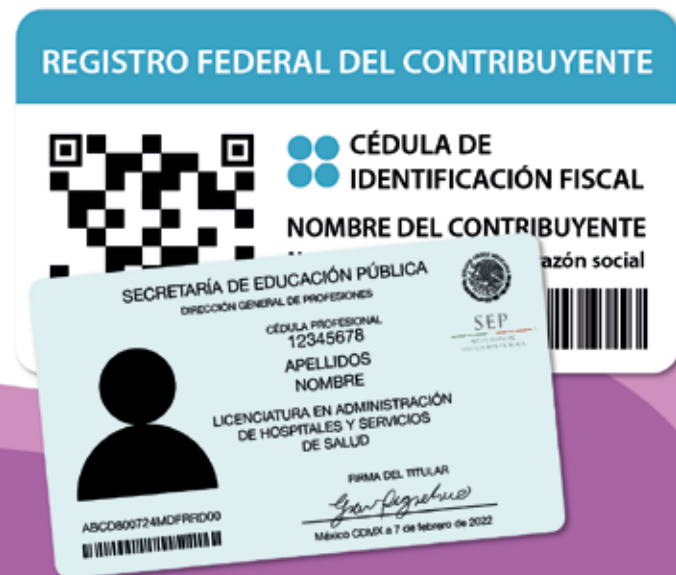 REGISTRO FEDERAL DEL CONTRIBUYENTE
CÉDULA DE
IDENTIFICACIÓN FISCAL
NOMBRE DEL CONTRIBUYENTE
azón social
SECRETARÍA DE EDUCACIÓN PÚBLICA
DIRECCIÓN GENERAL DE PROFESIONES
CÉDULA PROFESIONAL
12345678
APELLIDOS
NOMBRE
LICENCIATURA EN ADMINISTRACIÓN
DE HOSPITALES Y SERVICIOS
DE SALUD
SEP
FIRMA DEL TITULAR
México CDMX a 7 de febrero de 2022
ABCD800724MDFRRD00